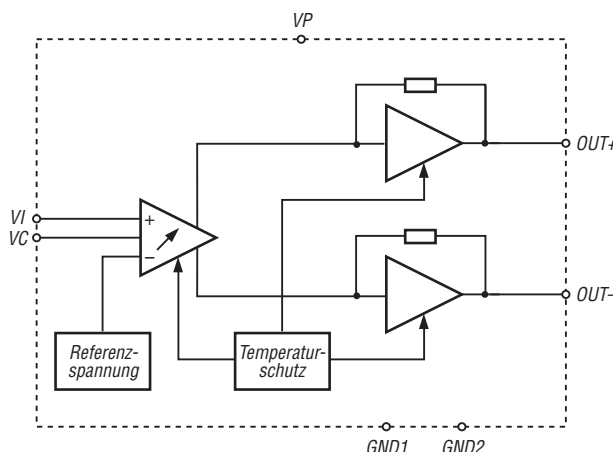 VP
OUT+
VI
VC
+
–
OUT–
Referenz-
spannung
Temperatur-
schutz
GND1
GND2